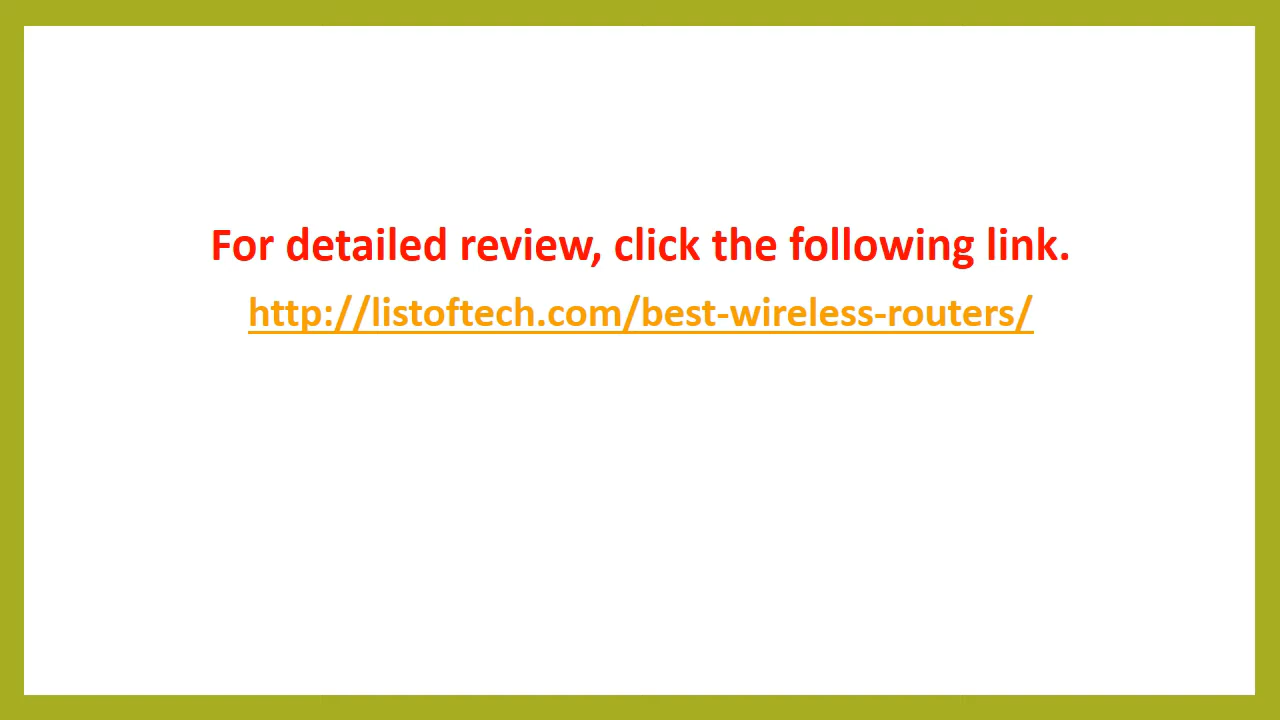 For detailed review, click the following link.
http://listoftech.com/best-wireless-routers/